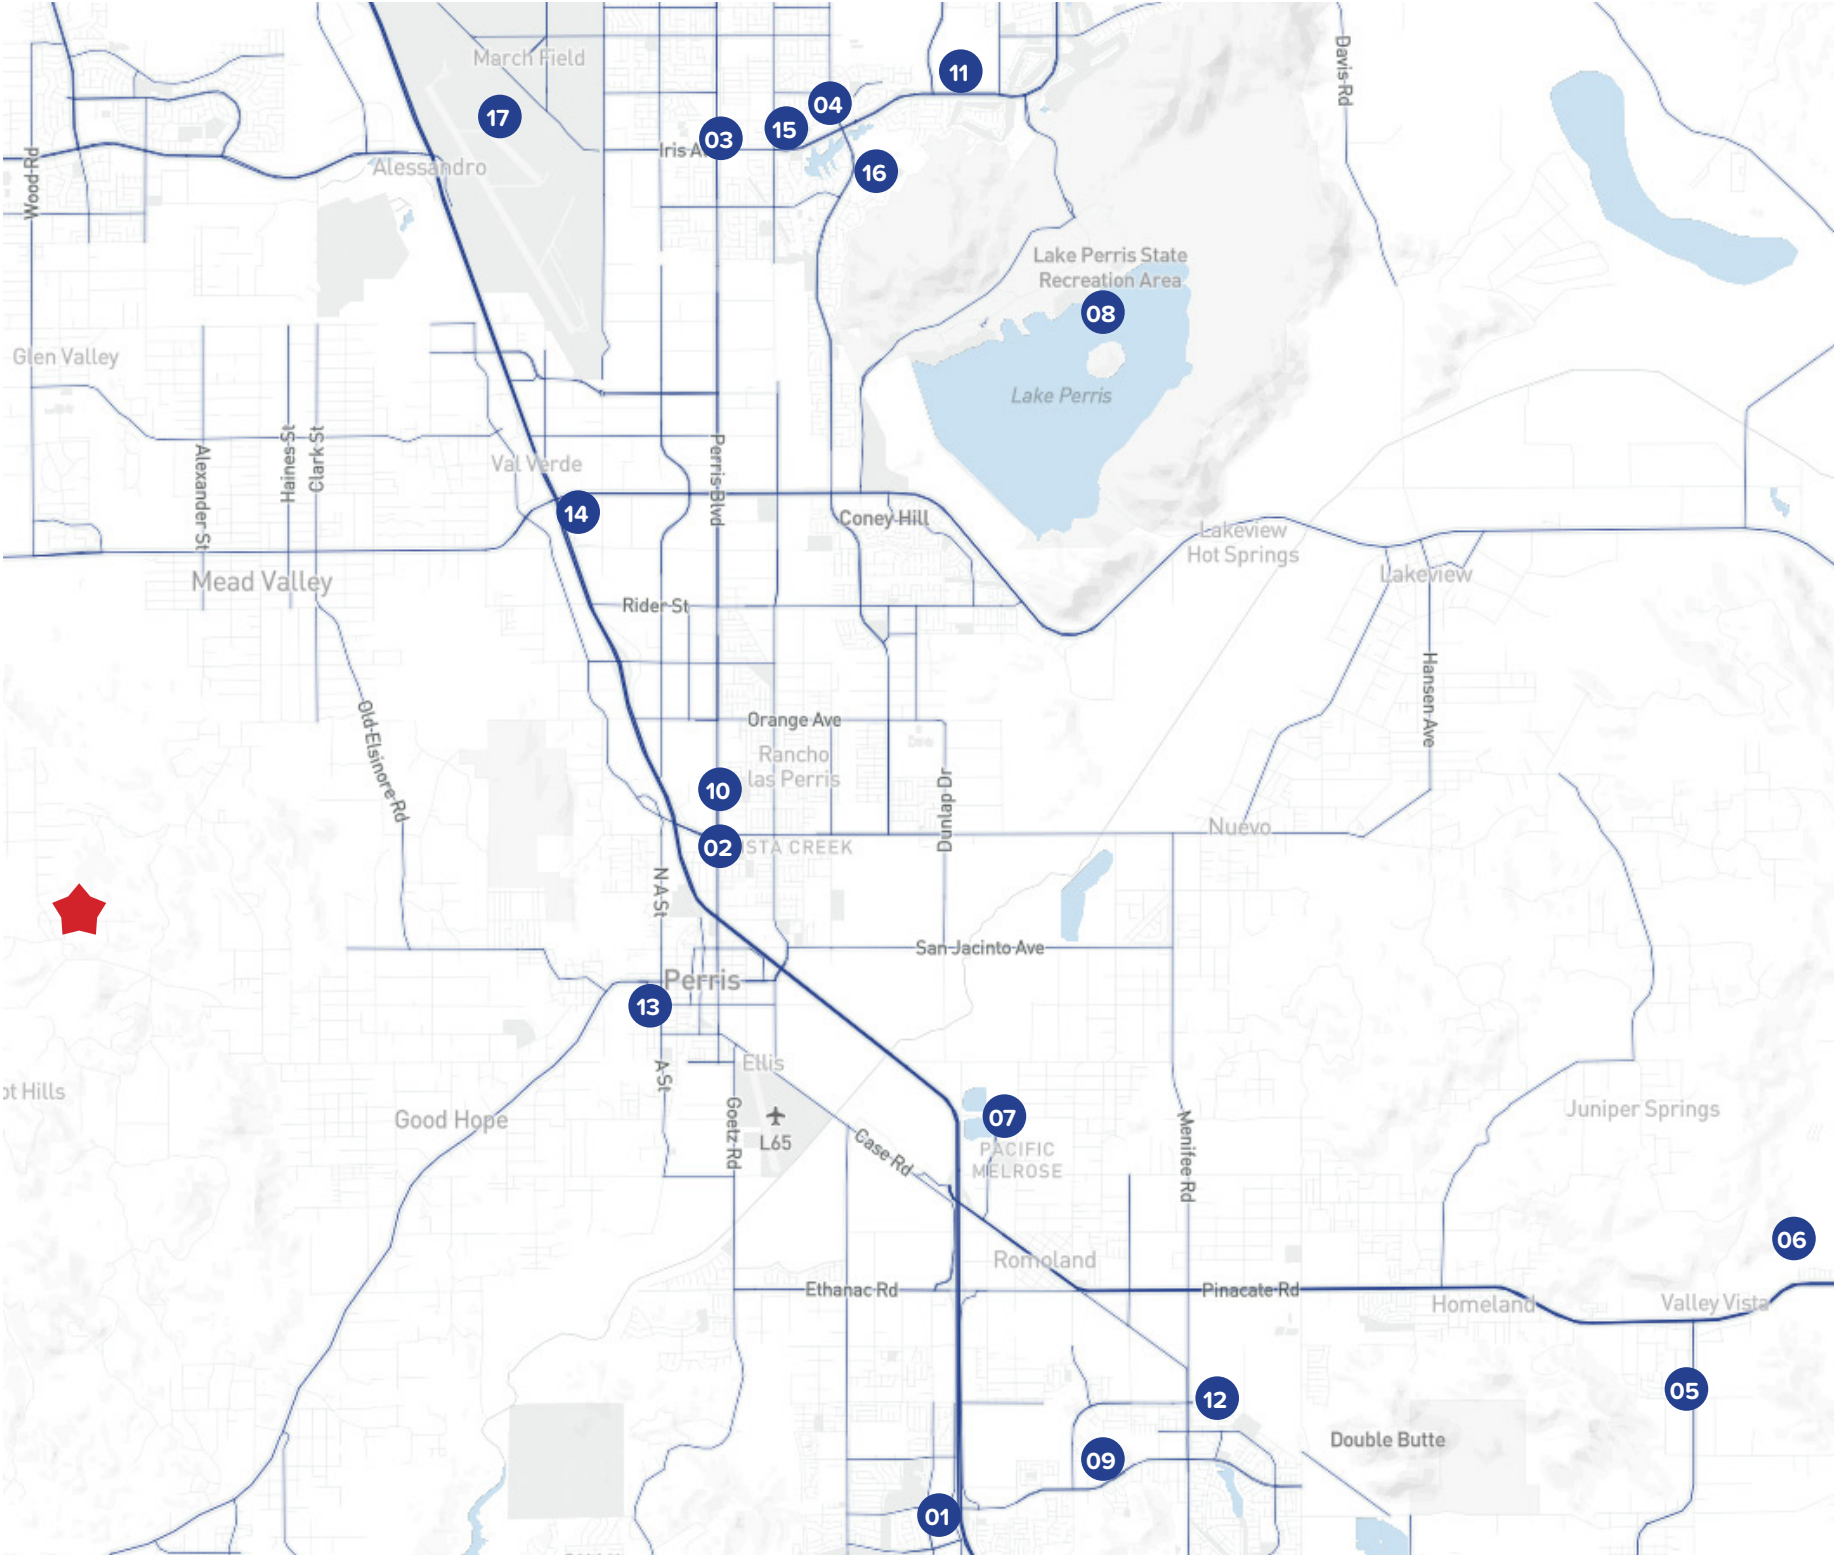 March Field
Davis Rd
11
04
17
15
03
Iris A
Wood Rd
Alessandro
16
Lake Perris State
Recreation Area
08
Glen Valley
Lake Perris
Alexander St
Haines St
Clark St
Val Verde
Perris Blvd
14
Coney Hill
Lakeview
Hot Springs
Lakeview
Mead Valley
Rider St
Hansen Ave
Old Elsinore Rd
Orange Ave
Rancho
las Perris
10
Dunlap Dr
Nuevo
02
ISTA CREEK
N A St
San Jacinto Ave
Perris
13
Ellis
A St
ot Hills
Good Hope
Goetz Rd
L65
Case Rd
07
PACIFIC
MELROSE
Menifee Rd
Juniper Springs
06
Romoland
Ethanac Rd
Pinacate Rd
Homeland
Valley Vista
05
12
Double Butte
09
01